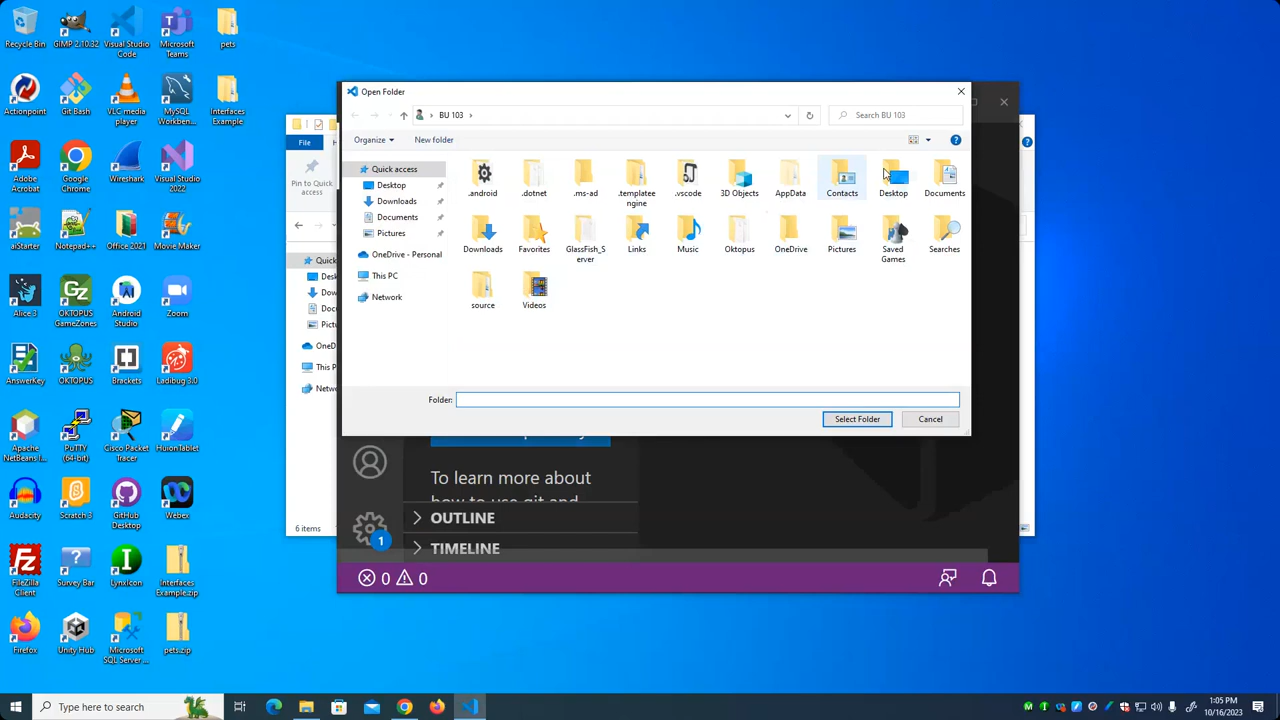 Recycle Bin
GIMP 2.10.32
Visual Studio
Code
Microsoft
Teams
pets
Actionpoint
Git Bash
VLC media
player
MySQL
Workben...
Interfaces
Example
Adobe
Acrobat
Google
Chrome
Wireshark
Visual Studio
2022
aiStarter
Notepad++
Office 2021
Movie Maker
Alice 3
OKTOPUS
GameZones
Android
Studio
Zoom
AnswerKey
OKTOPUS
Brackets
Ladibug 3.0
Apache
NetBeans I...
PuTTY
(64-bit)
Cisco Packet
Tracer
HuionTablet
Audacity
Scratch 3
GitHub
Desktop
Webex
FileZilla
Client
Survey Bar
LynxIcon
Interfaces
Example.zip
Firefox
Unity Hub
Microsoft
SQL Server ...
pets.zip
File
Pin to Quick
access
Quick
Desk
Dow
Docu
Pictu
OneD
This P
Netwo
6 items
Open Folder
BU 103
Search BU 103
Organize
New folder
Quick access
Desktop
Downloads
Documents
Pictures
OneDrive - Personal
This PC
Network
.android
.dotnet
.ms-ad
.templatee
ngine
.vscode
3D Objects
AppData
Contacts
Desktop
Documents
Downloads
Favorites
GlassFish_S
erver
Links
Music
Oktopus
OneDrive
Pictures
Saved
Games
Searches
source
Videos
Folder:
Select Folder
Cancel
To learn more about
how to use git and
OUTLINE
TIMELINE
1
0
0
Type here to search
1:05 PM
10/16/2023